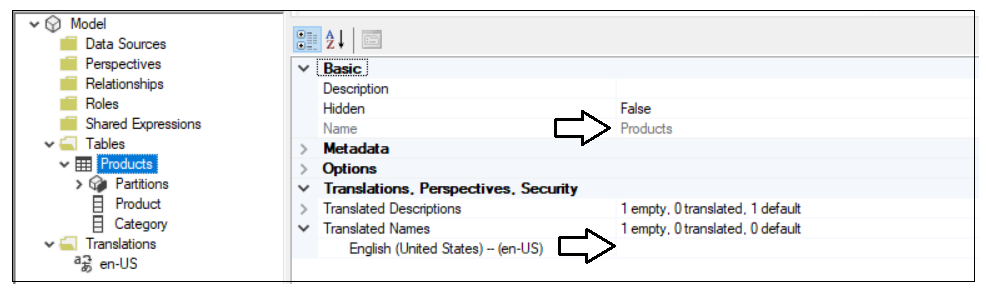 Model
Data Sources
Perspectives
Relationships
Roles
Shared Expressions
Tables
Products
Partitions
Product
Category
Translations
en-US
Basic
Description
Hidden False
Name Products
Metadata
Options
Translations, Perspectives, Security
Translated Descriptions 1 empty, 0 translated, 1 default
Translated Names 1 empty, 0 translated, 0 default
English (United States) -- (en-US)